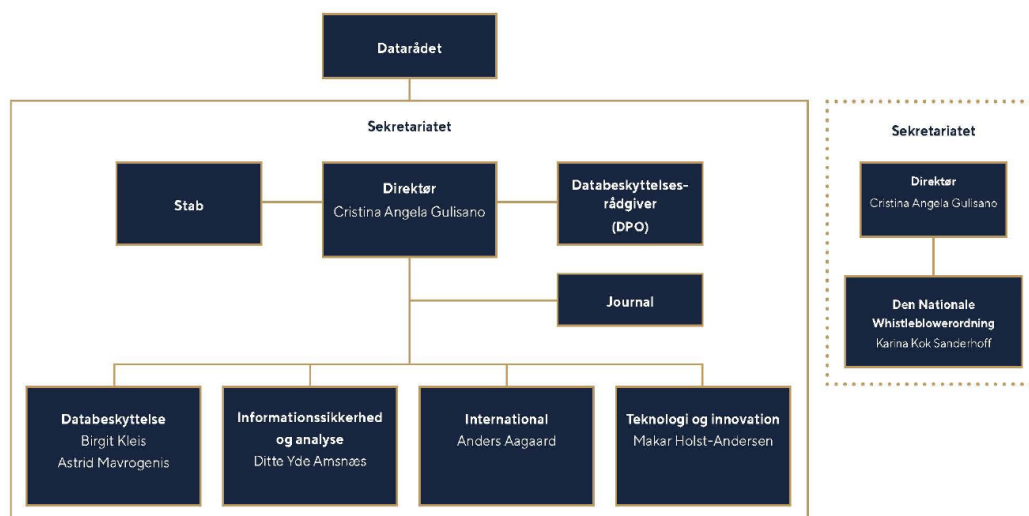 Datarådet
Sekretariatet
Stab
Direktør
Cristina Angela Gulisano
Databeskyttelses-
rådgiver
(DPO)
Journal
Databeskyttelse
Birgit Kleis
Astrid Mavrogenis
Informationssikkerhed
og analyse
Ditte Yde Amsnæs
International
Anders Aagaard
Teknologi og innovation
Makar Holst-Andersen
Sekretariatet
Direktør
Cristina Angela Gulisano
Den Nationale
Whistleblowerordning
Karina Kok Sanderhoff